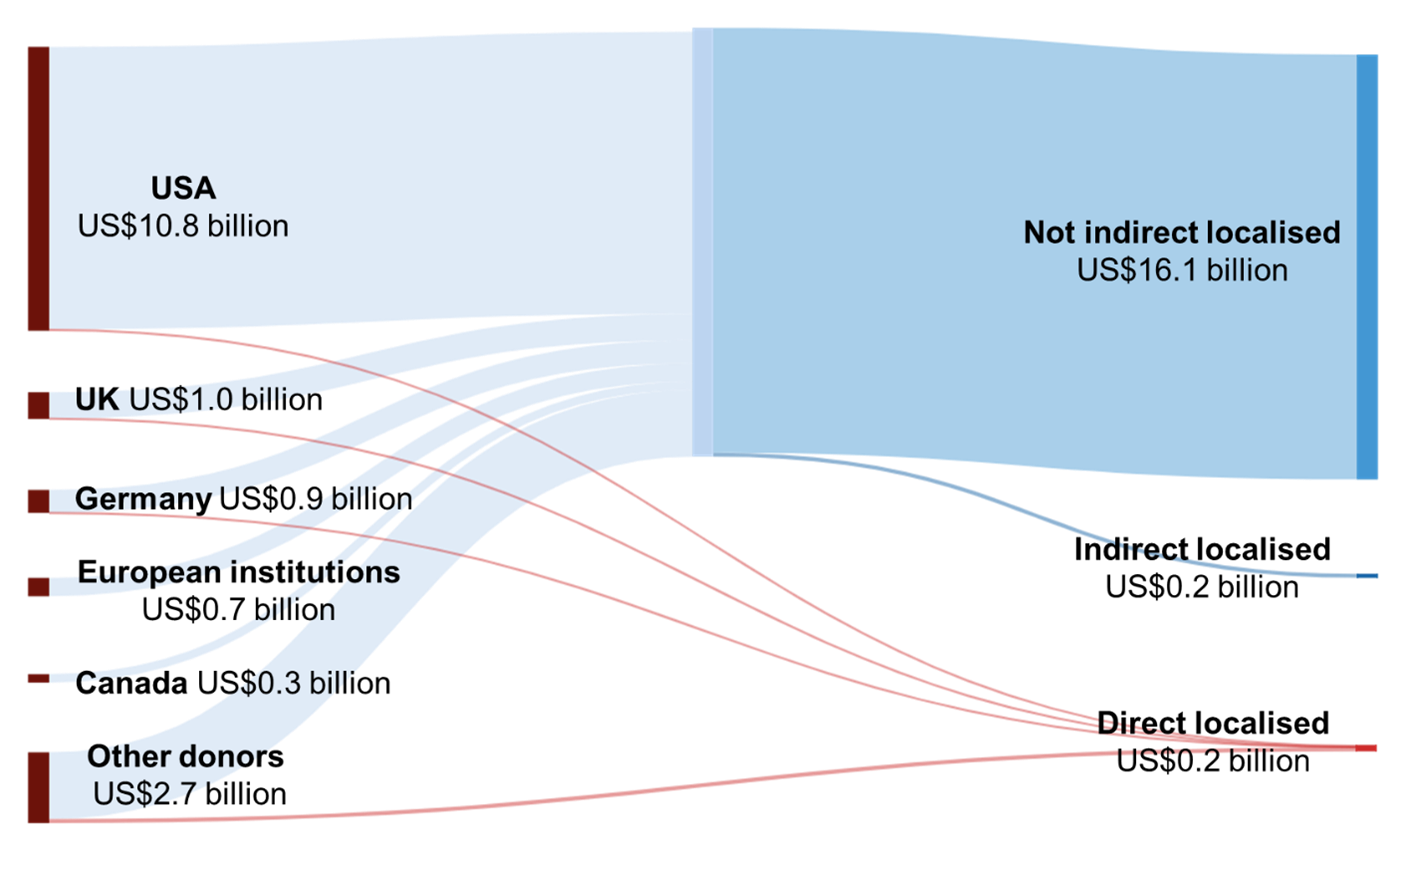 USA
US$10.8 billion
UK US$1.0 billion
Germany US$0.9 billion
European institutions
US$0.7 billion
Canada US$0.3 billion
Other donors
US$2.7 billion
Not indirect localised
US$16.1 billion
Indirect localised
US$0.2 billion
Direct localised
US$0.2 billion